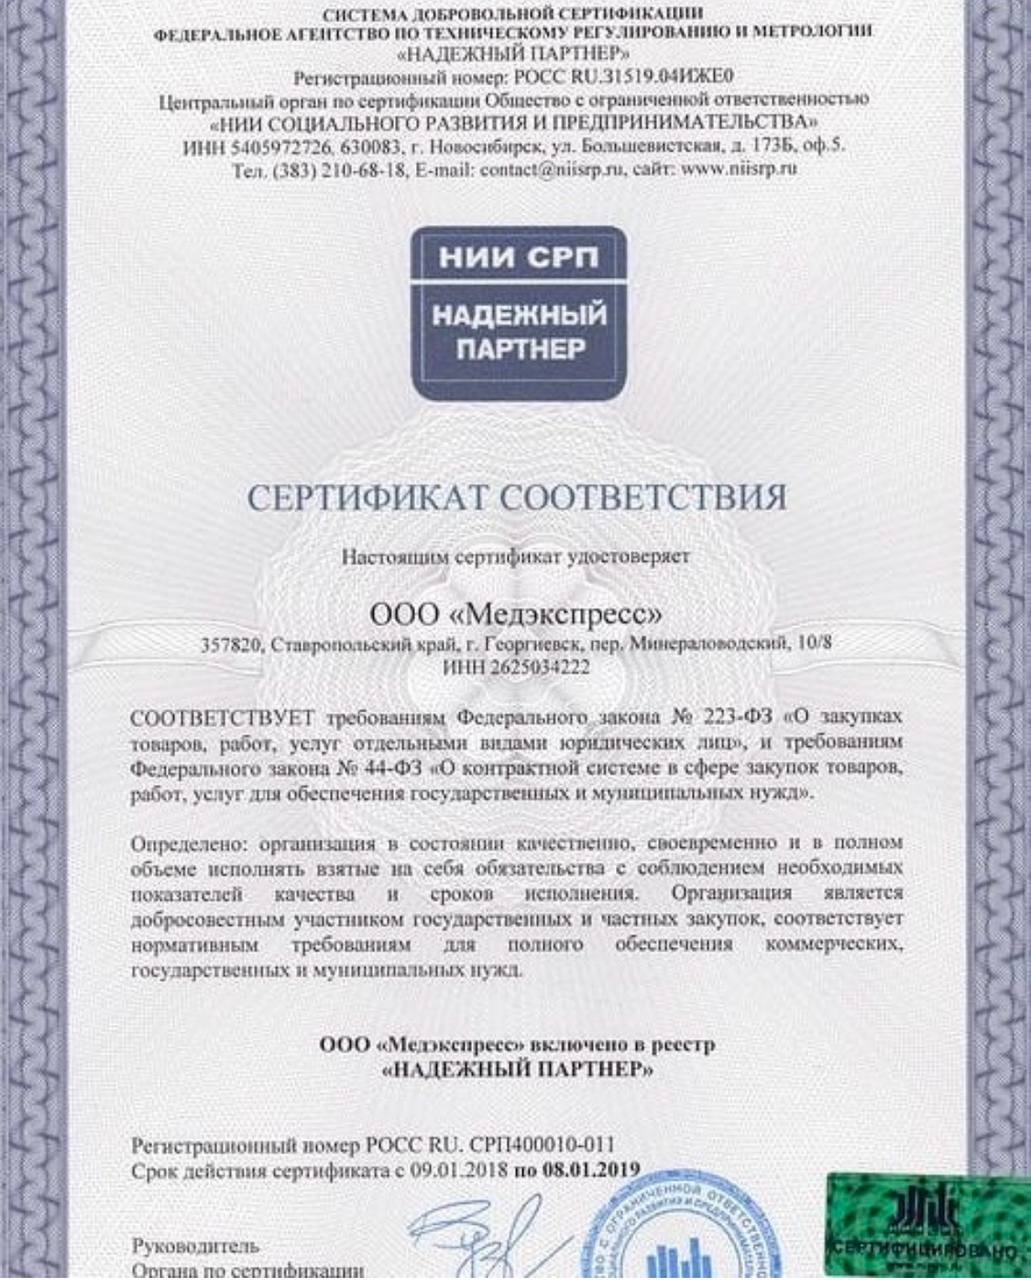 СИСТЕМА ДОБРОВОЛЬНОЙ СЕРТИФИКАЦИИ
ФЕДЕРАЛЬНОЕ АГЕНТСТВО ПО ТЕХНИЧЕСКОМУ РЕГУЛИРОВАНИЮ И МЕТРОЛОГИИ
«НАДЕЖНЫЙ ПАРТНЕР»
Регистрационный номер: РОСС RU.31519.04ИЖЕ0
Центральный орган по сертификации Общество с ограниченной ответственностью
«НИИ СОЦИАЛЬНОГО РАЗВИТИЯ И ПРЕДПРИНИМАТЕЛЬСТВА»
ИНН 5405972726, 630083, г. Новосибирск, ул. Большевистская, д. 173Б, оф.5.
Тел. (383) 210-68-18, E-mail: contact@niisrp.ru, сайт: www.niisrp.ru
НИИ СРП
НАДЕЖНЫЙ
ПАРТНЕР
СЕРТИФИКАТ СООТВЕТСТВИЯ
Настоящим сертификат удостоверяет
ООО «Медэкспресс»
357820, Ставропольский край, г. Георгиевск, пер. Минераловодский, 10/8
ИНН 2625034222
СООТВЕТСТВУЕТ требованиям Федерального закона № 223-ФЗ «О закупках
товаров, работ, услуг отдельными видами юридических лиц», и требованиям
Федерального закона № 44-ФЗ «О контрактной системе в сфере закупок товаров,
работ, услуг для обеспечения государственных и муниципальных нужд».
Определено: организация в состоянии качественно, своевременно и в полном
объеме исполнять взятые на себя обязательства с соблюдением необходимых
показателей качества и сроков исполнения. Организация является
добросовестным участником государственных и частных закупок, соответствует
нормативным требованиям для полного обеспечения коммерческих,
государственных и муниципальных нужд.
ООО «Медэкспресс» включено в реестр
«НАДЕЖНЫЙ ПАРТНЕР»
Регистрационный номер РОСС RU. СРП400010-011
Срок действия сертификата с 09.01.2018 по 08.01.2019
С ОГРАНИЧЕННОЙ ОТВЕТСТВЕННО
РАЗВИТИЯ И
СЕРТИФИЦИРОВАНО
Руководитель
Органа по сертификации